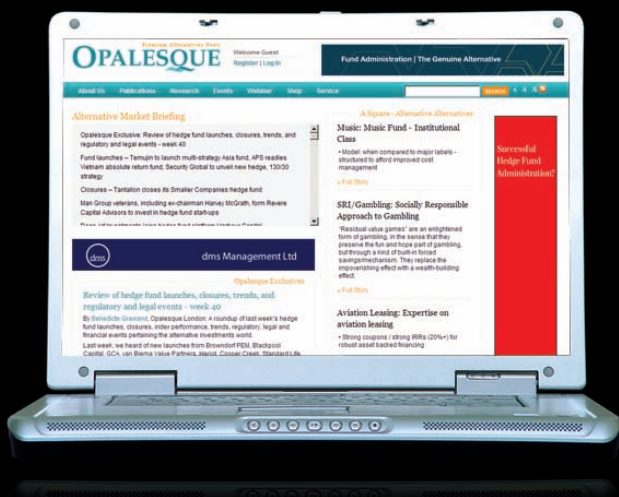 Premium Alternatives News
OPALESQUE
Welcome Guest
Register | Log In
Fund Administration | The Genuine Alternative
About Us Publications Research Events Webinar Shop Service
SEARCH A A A
Alternative Market Briefing
Opalesque Exclusive: Review of hedge fund launches, closures, trends, and
regulatory and legal events - week 40
Fund launches – Temujin to launch multi-strategy Asia fund, APS readies
Vietnam absolute return fund, Security Global to unveil new hedge, 130/30
strategy
Closures – Tantallon closes its Smaller Companies hedge fund
Man Group veterans, including ex-chairman Harvey McGrath, form Revere
Capital Advisors to invest in hedge fund startups
dms
dms Management Ltd
Opalesque Exclusives
Review of hedge fund launches, closures, trends, and
regulatory and legal events - week 40
By Benedicte Gravrand, Opalesque London: A roundup of last week's hedge
fund launches, closures, index performance, trends, regulatory, legal and
financial events pertaining the alternative investments world.
Last week, we heard of new launches from Browndorf PEM, Blackpool
Capital, GCA, van Biema Value Partners, Heriot, Cooper Creek, Standard Life,
A Square - Alternative Alternatives
Music: Music Fund - Institutional
Class
• Model: when compared to major labels -
structured to afford improved cost
management
» Full Story
SRI/Gambling: Socially Responsible
Approach to Gambling
"Residual value games" are an enlightened
form of gambling, in the sense that they
preserve the fun and hope part of gambling,
but through a kind of built-in forced
savings/mechanism. They replace the
impoverishing effect with a wealth-building
effect.
» Full Story
Aviation Leasing: Expertise on
aviation leasing
• Strong coupons / strong IRRs (20%+) for
robust asset backed financing
Successful
Hedge Fund
Administration?